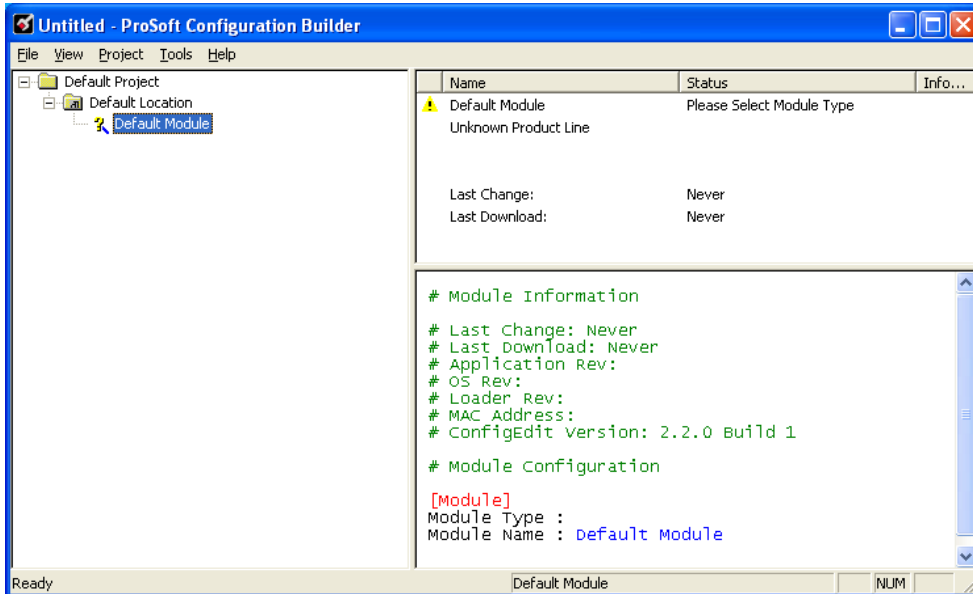 Untitled - ProSoft Configuration Builder
File View Project Tools Help
Default Project
Default Location
Default Module
Name Status Info...
Default Module Please Select Module Type
Unknown Product Line
Last Change: Never
Last Download: Never
# Module Information
# Last Change: Never
# Last Download: Never
# Application Rev:
# OS Rev:
# Loader Rev:
# MAC Address:
# ConfigEdit Version: 2.2.0 Build 1
# Module Configuration
[Module]
Module Type :
Module Name : Default Module
Ready Default Module NUM